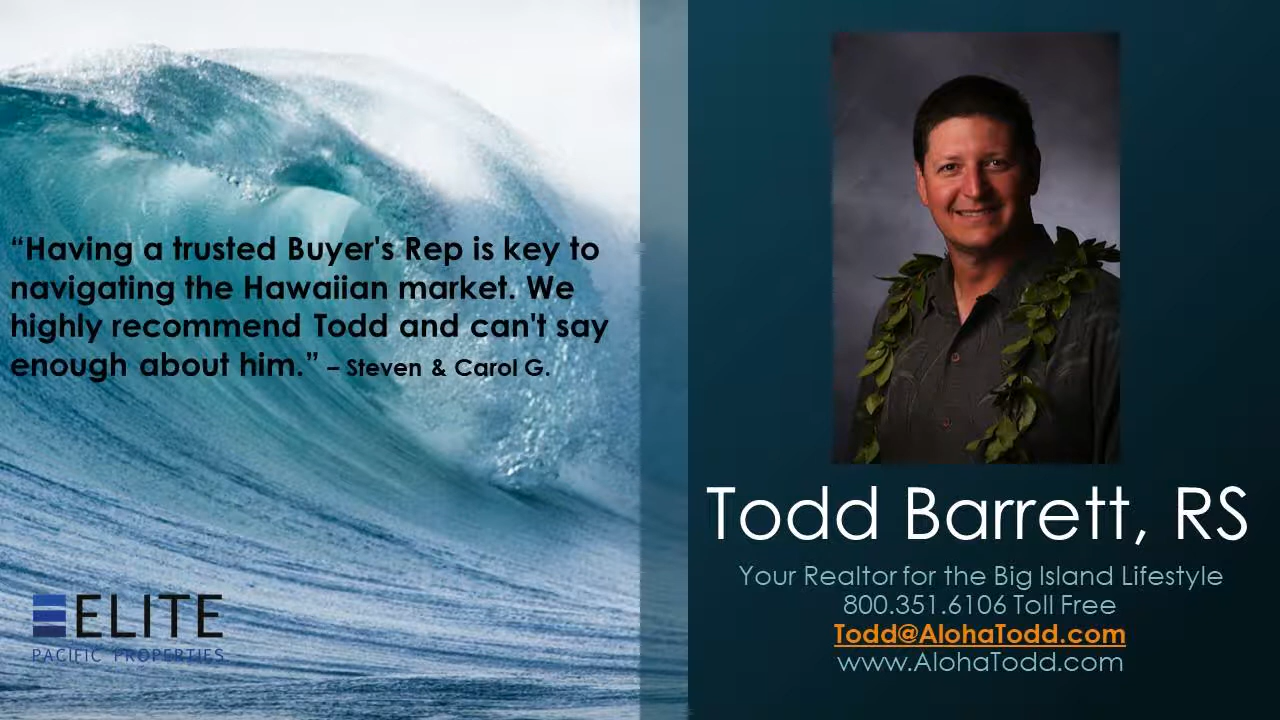 “Having a trusted Buyer's Rep is key to
navigating the Hawaiian market. We
highly recommend Todd and can't say
enough about him.” – Steven & Carol G.
ELITE
PACIFIC PROPERTIES
Todd Barrett, RS
Your Realtor for the Big Island Lifestyle
800.351.6106 Toll Free
Todd@AlohaTodd.com
www.AlohaTodd.com